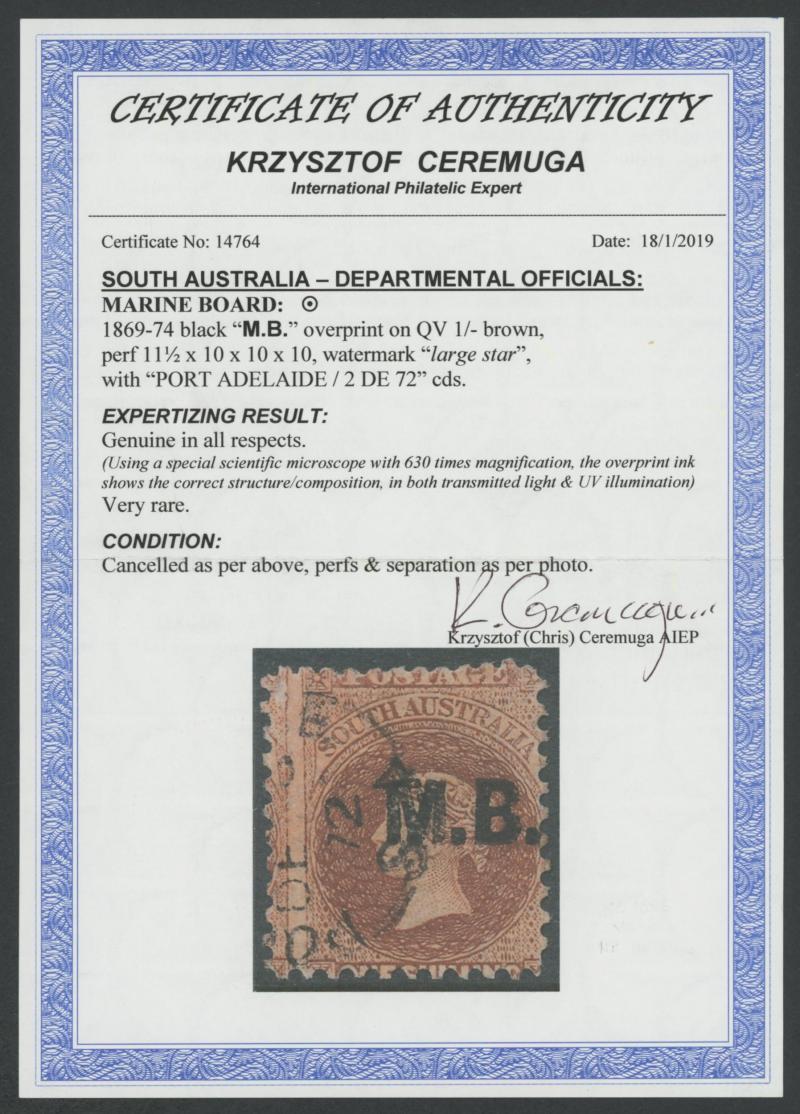 CERTIFICATE OF AUTHENTICITY
KRZYSZTOF CEREMUGA
International Philatelic Expert
Certificate No: 14764 Date: 18/1/2019
SOUTH AUSTRALIA – DEPARTMENTAL OFFICIALS:
MARINE BOARD: ⊙
1869-74 black “M.B.” overprint on QV 1/- brown,
perf 11½ x 10 x 10 x 10, watermark “large star”,
with “PORT ADELAIDE / 2 DE 72” cds.
EXPERTIZING RESULT:
Genuine in all respects.
(Using a special scientific microscope with 630 times magnification, the overprint ink
shows the correct structure/composition, in both transmitted light & UV illumination)
Very rare.
CONDITION:
Cancelled as per above, perfs & separation as per photo.
K. Ceremuga
Krzysztof (Chris) Ceremuga AIEP
POSTAGE
SOUTH AUSTRALIA
M.B.
72